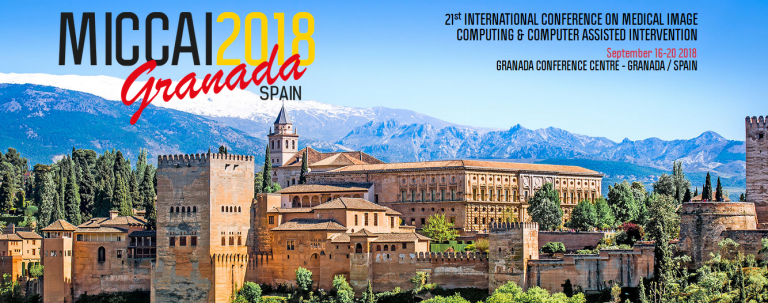 MICCAI2018
Granada
SPAIN
21st INTERNATIONAL CONFERENCE ON MEDICAL IMAGE
COMPUTING & COMPUTER ASSISTED INTERVENTION
September 16-20 2018
GRANADA CONFERENCE CENTRE - GRANADA / SPAIN